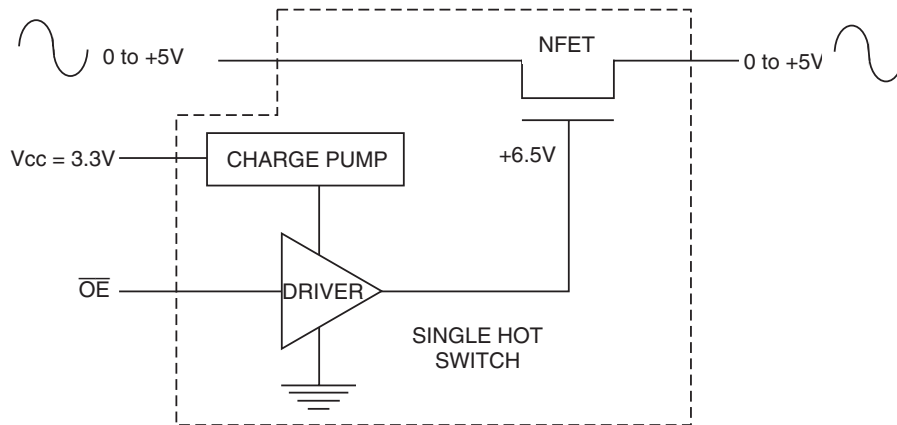 NFET
0 to +5V
0 to +5V
Vcc = 3.3V
CHARGE PUMP
+6.5V
OE
DRIVER
SINGLE HOT
SWITCH